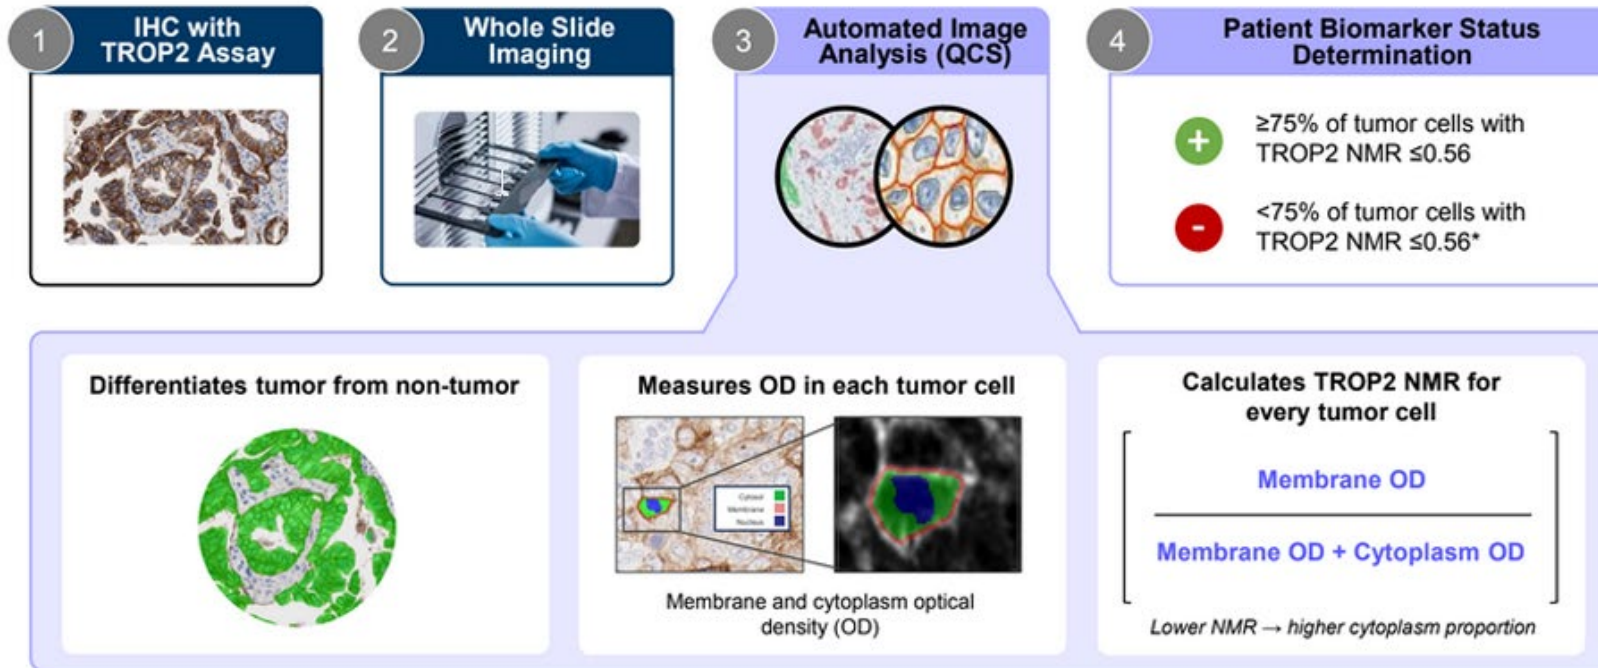 1
IHC with
TROP2 Assay
2
Whole Slide
Imaging
3
Automated Image
Analysis (QCS)
4
Patient Biomarker Status
Determination
+
≥75% of tumor cells with
TROP2 NMR ≤0.56
-
<75% of tumor cells with
TROP2 NMR ≤0.56*
Differentiates tumor from non-tumor
Measures OD in each tumor cell
Cytosol
Membrane
Nucleus
Membrane and cytoplasm optical
density (OD)
Calculates TROP2 NMR for
every tumor cell
Membrane OD
Membrane OD + Cytoplasm OD
Lower NMR → higher cytoplasm proportion